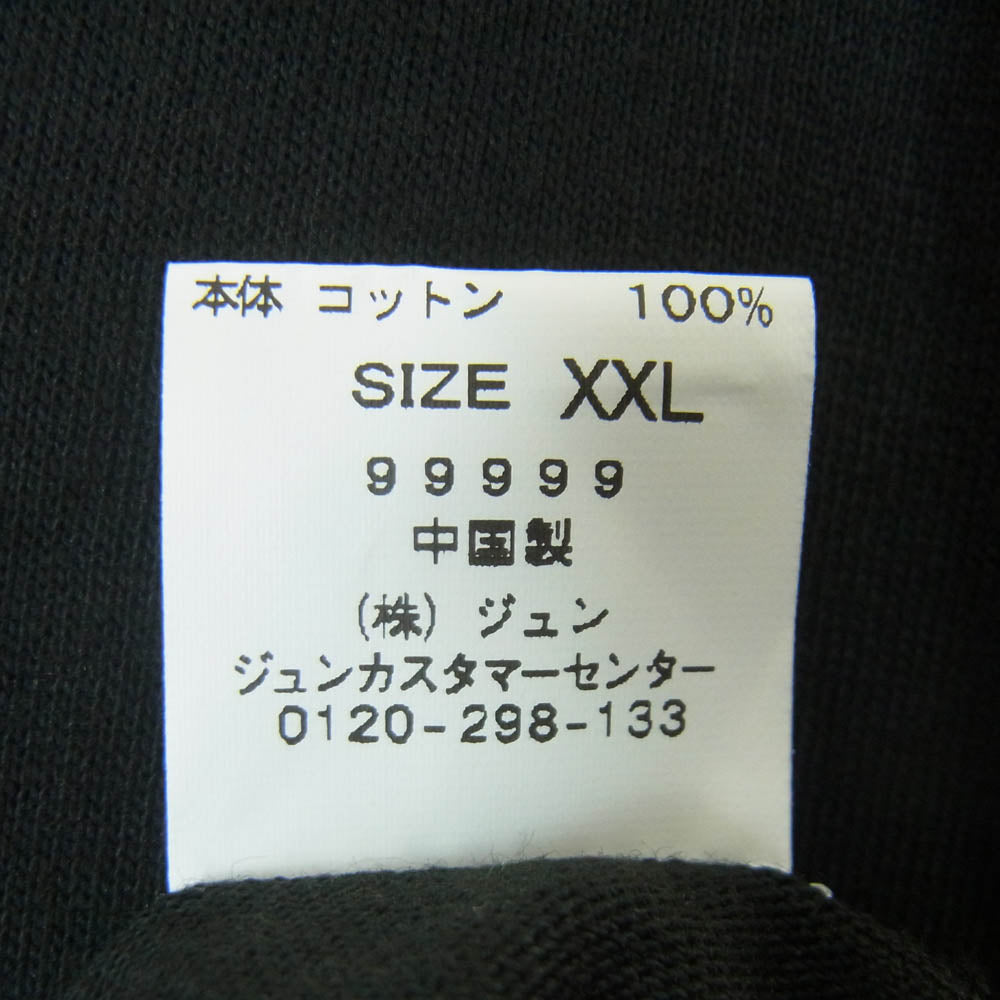 本体 コットン 100%
SIZE XXL
99999
中国製
(株) ジュン
ジュンカスタマーセンター
0120-298-133